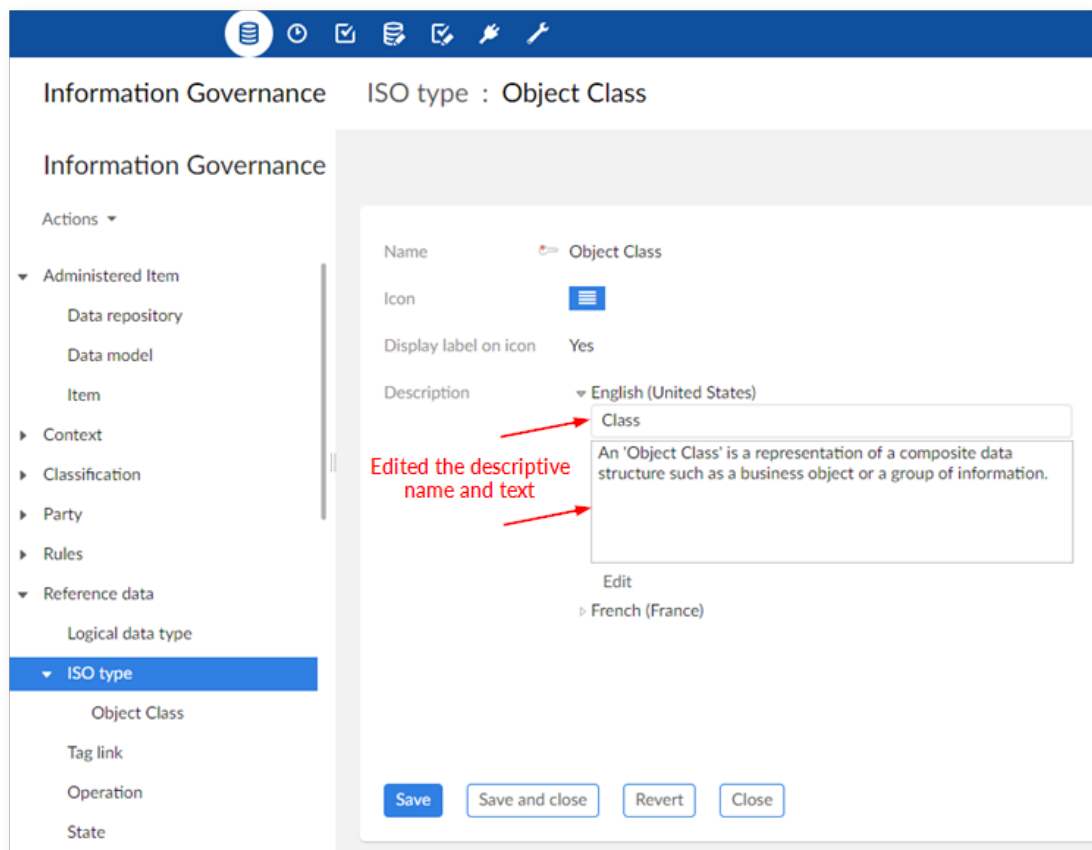 Information Governance
ISO type : Object Class
Information Governance
Actions
Administered Item
Data repository
Data model
Item
Context
Classification
Party
Rules
Reference data
Logical data type
ISO type
Object Class
Tag link
Operation
State
Name
Object Class
Icon
Display label on icon
Yes
Description
English (United States)
Class
An 'Object Class' is a representation of a composite data
structure such as a business object or a group of information.
Edited the descriptive
name and text
Edit
French (France)
Save
Save and close
Revert
Close